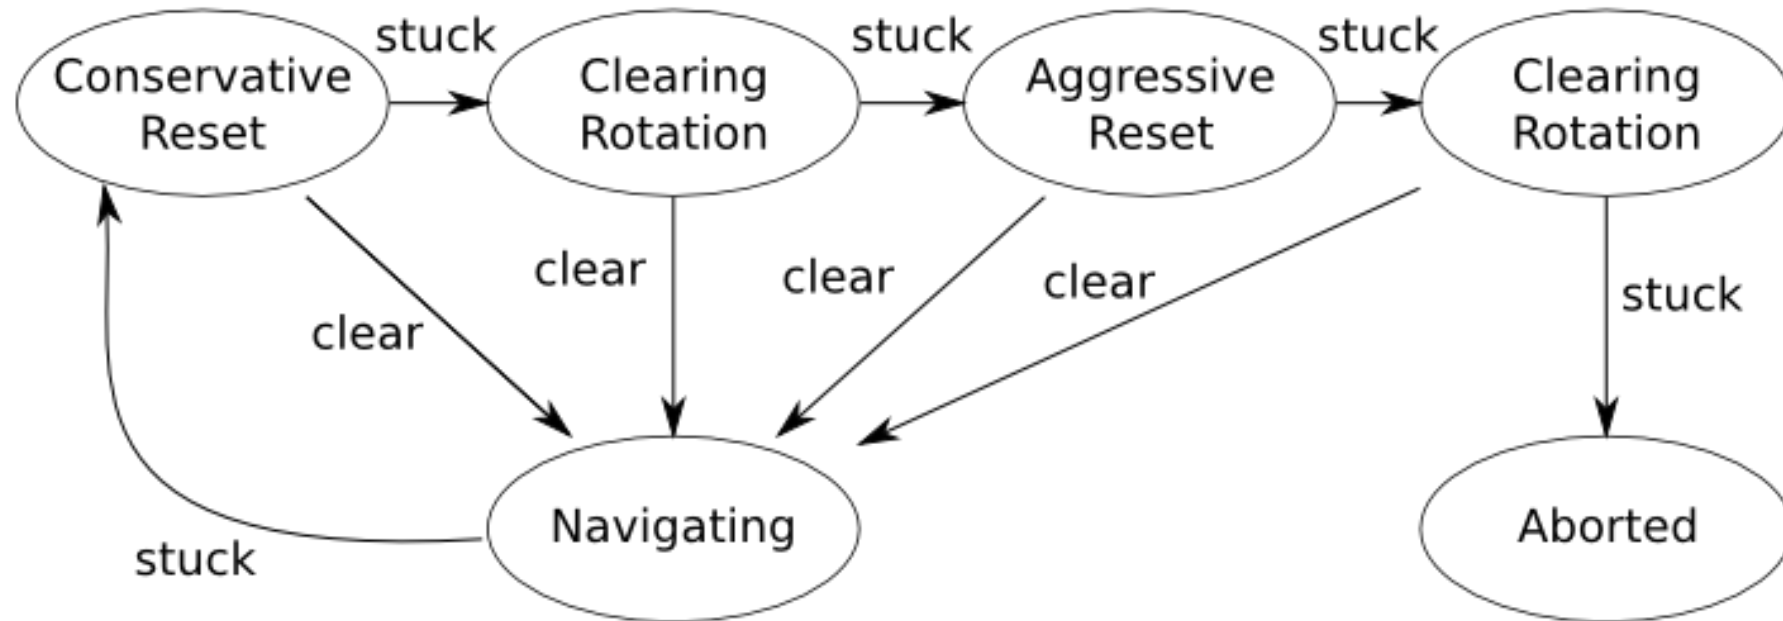 stuck
stuck
stuck
Conservative
Reset
Clearing
Rotation
Aggressive
Reset
Clearing
Rotation
clear
clear
clear
clear
stuck
Navigating
Aborted
stuck